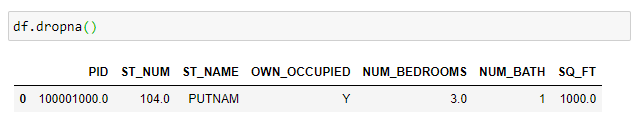 df.dropna()
PID ST_NUM ST_NAME OWN_OCCUPIED NUM_BEDROOMS NUM_BATH SQ_FT
0 100001000.0 104.0 PUTNAM Y 3.0 1 1000.0